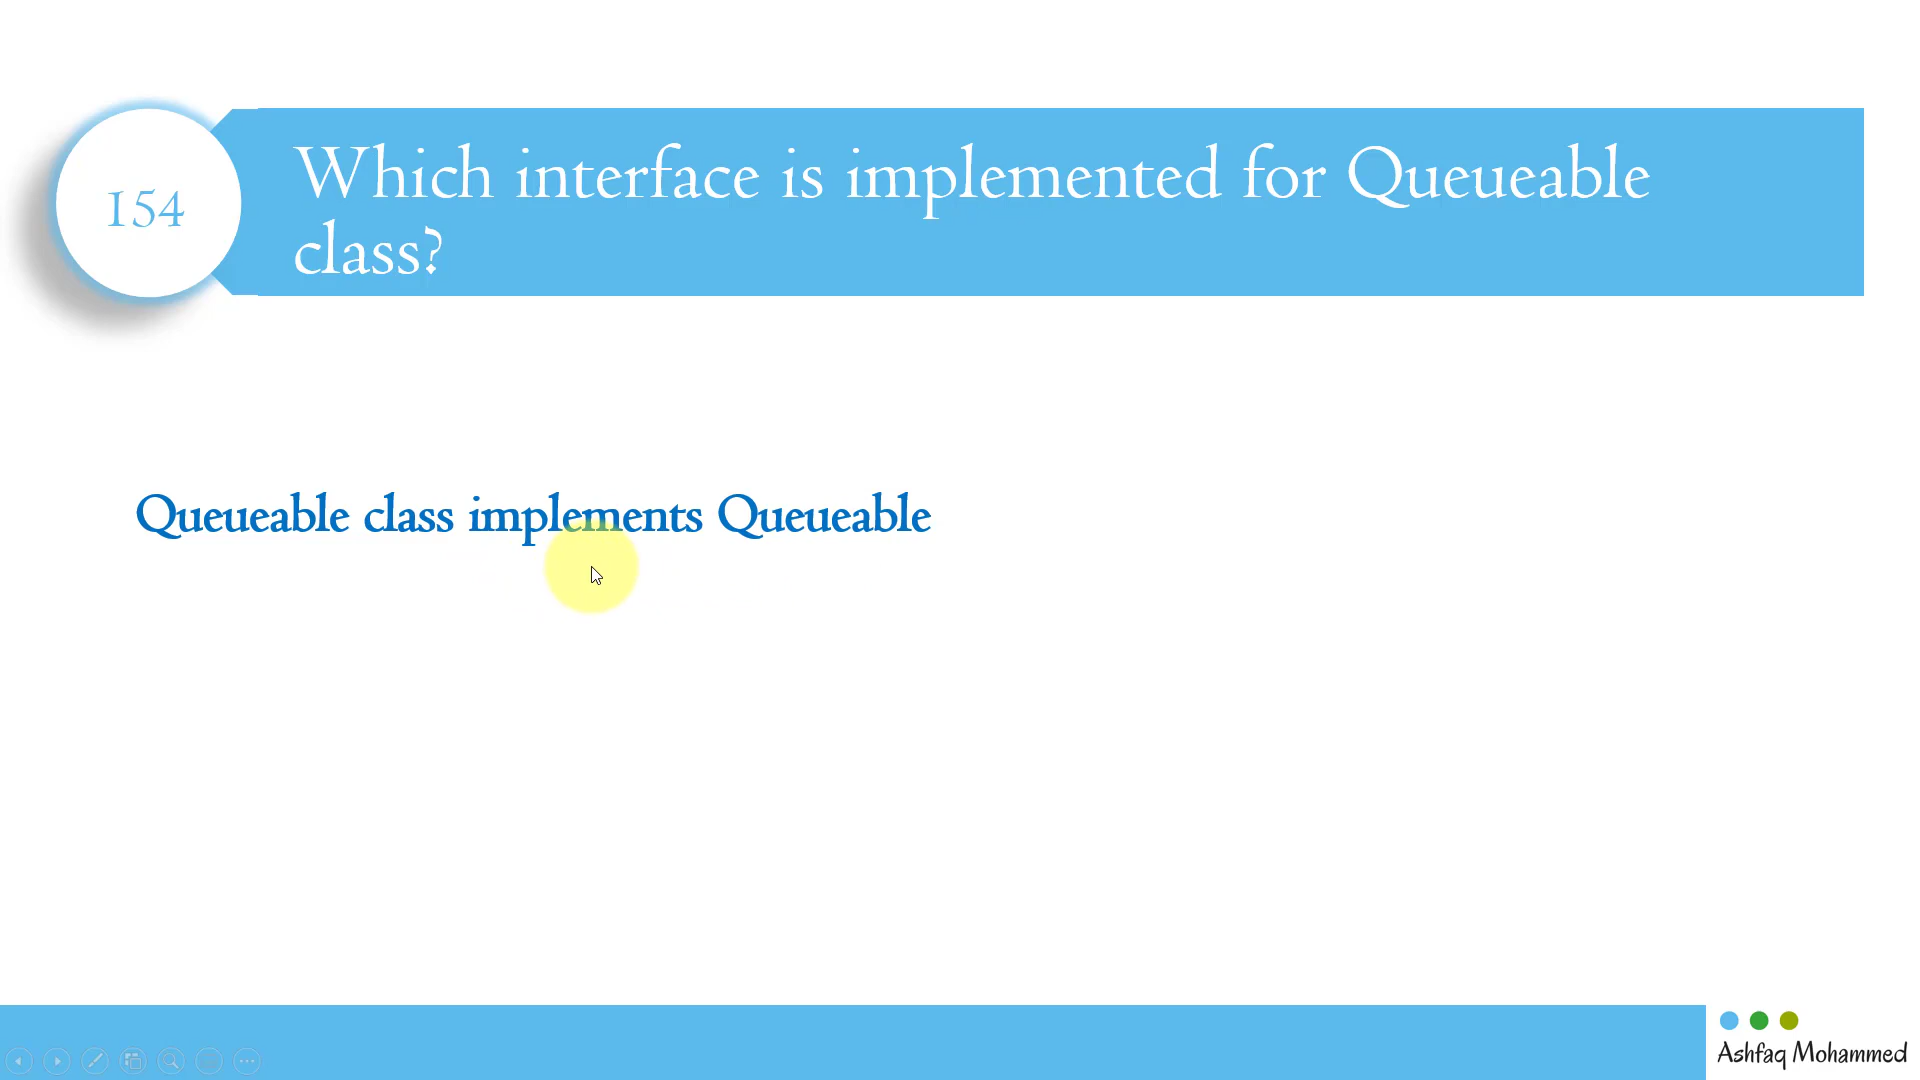 154
Which interface is implemented for Queueable
class?
Queueable class implements Queueable
Ashfaq Mohammed